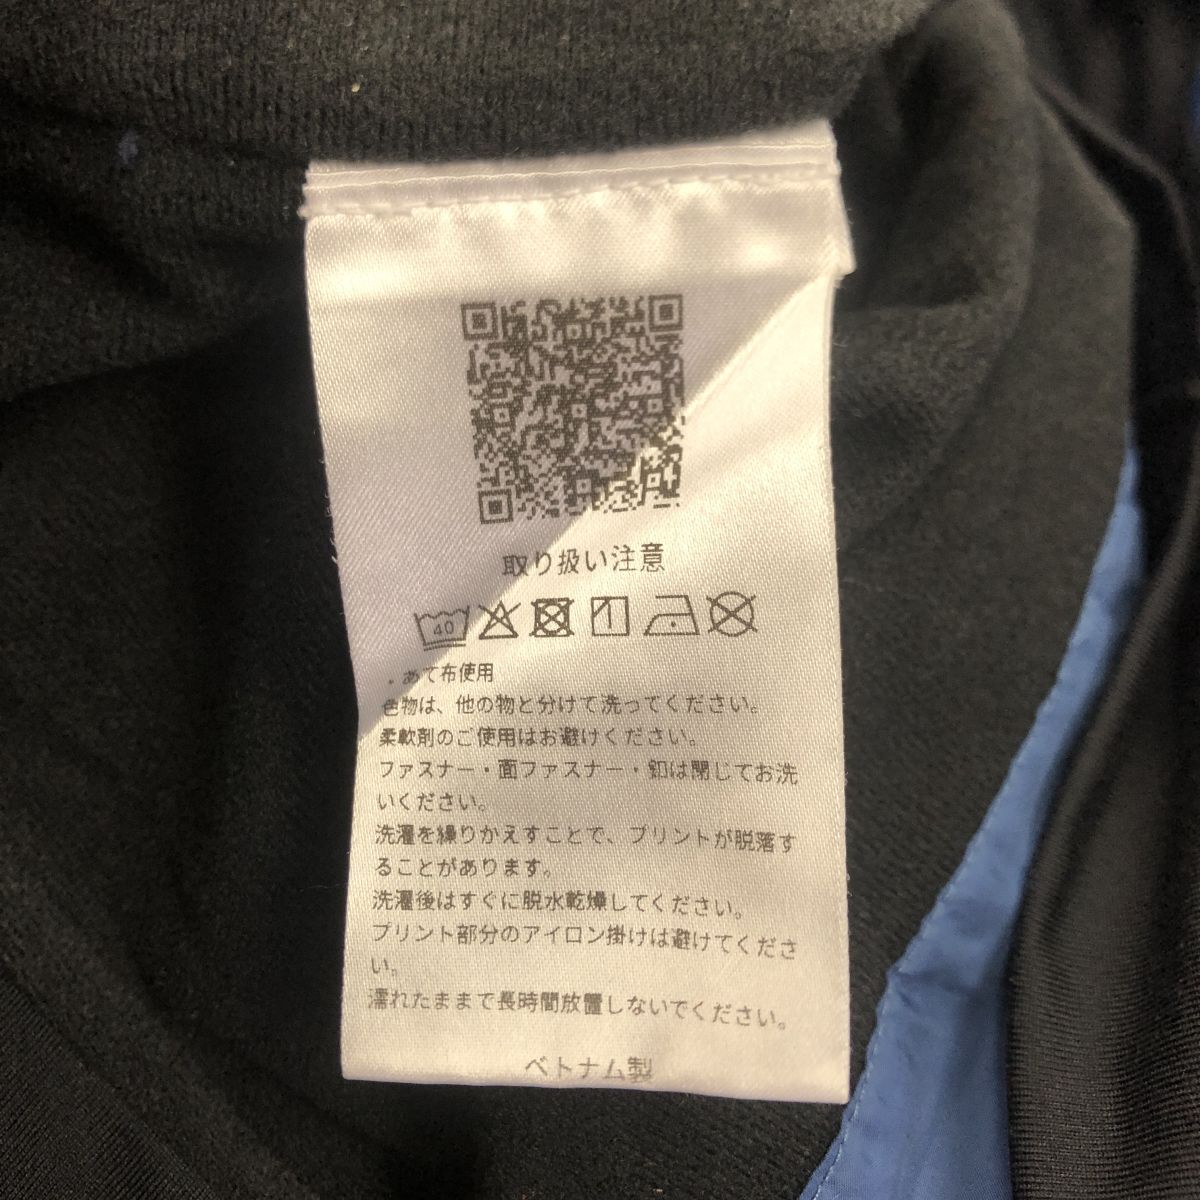 取り扱い注意
40
．あて布使用
色物は、他の物と分けて洗ってください。
柔軟剤のご使用はお避けください。
ファスナー・面ファスナー・釦は閉じてお洗
いください。
洗濯を繰りかえすことで、プリントが脱落す
ることがあります。
洗濯後はすぐに脱水乾燥してください。
プリント部分のアイロン掛けは避けてくださ
い。
濡れたままで長時間放置しないでください。
ベトナム製